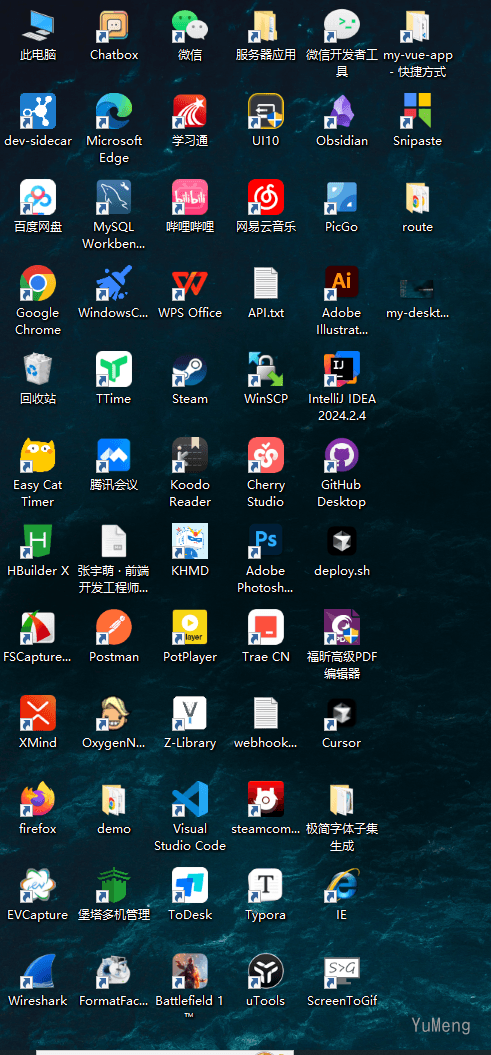 此电脑
Chatbox
微信
服务器应用
微信开发者工
具
my-vue-app
- 快捷方式
dev-sidecar
Microsoft
Edge
学习通
UI10
Obsidian
Snipaste
百度网盘
MySQL
Workben...
bilibili
哔哩哔哩
网易云音乐
PicGo
route
Google
Chrome
WindowsC...
WPS Office
API.txt
Ai
Adobe
Illustrat...
my-deskt...
回收站
TTime
Steam
WinSCP
IJ
IntelliJ IDEA
2024.2.4
Easy Cat
Timer
腾讯会议
Koodo
Reader
Cherry
Studio
GitHub
Desktop
H
HBuilder X
张宇萌·前端
开发工程师...
KHMD
Ps
Adobe
Photosh...
deploy.sh
FSCapture...
Postman
Player
PotPlayer
Trae CN
福昕高级PDF
编辑器
XMind
OxygenN...
Z-Library
webhook...
Cursor
firefox
demo
Visual
Studio Code
steamcom...
极简字体子集
生成
EV
EVCapture
堡塔多机管理
ToDesk
T
Typora
IE
Wireshark
FormatFac...
Battlefield 1
™
uTools
S>G
ScreenToGif
YuMeng